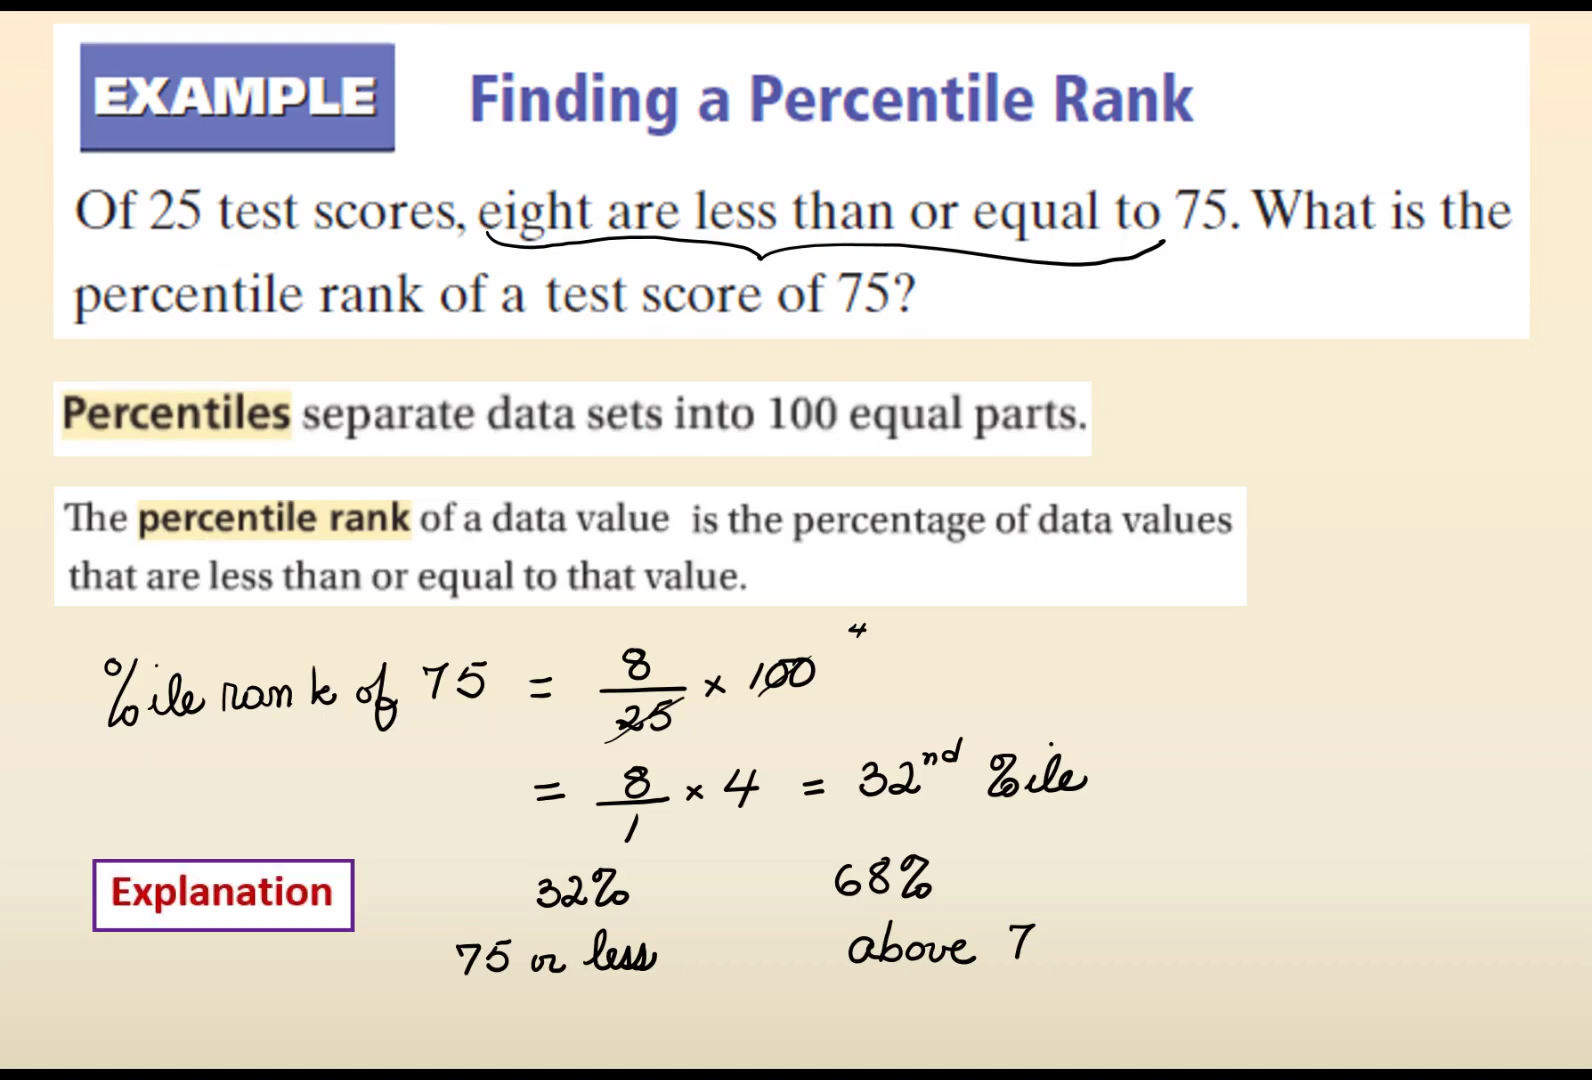 EXAMPLE Finding a Percentile Rank
Of 25 test scores, eight are less than or equal to 75. What is the
percentile rank of a test score of 75?
Percentiles separate data sets into 100 equal parts.
The percentile rank of a data value is the percentage of data values
that are less than or equal to that value.
%ile rank of 75 = 8/25 × 100 4
= 8/1 × 4 = 32nd %ile
Explanation 32% 68%
75 or less above 7